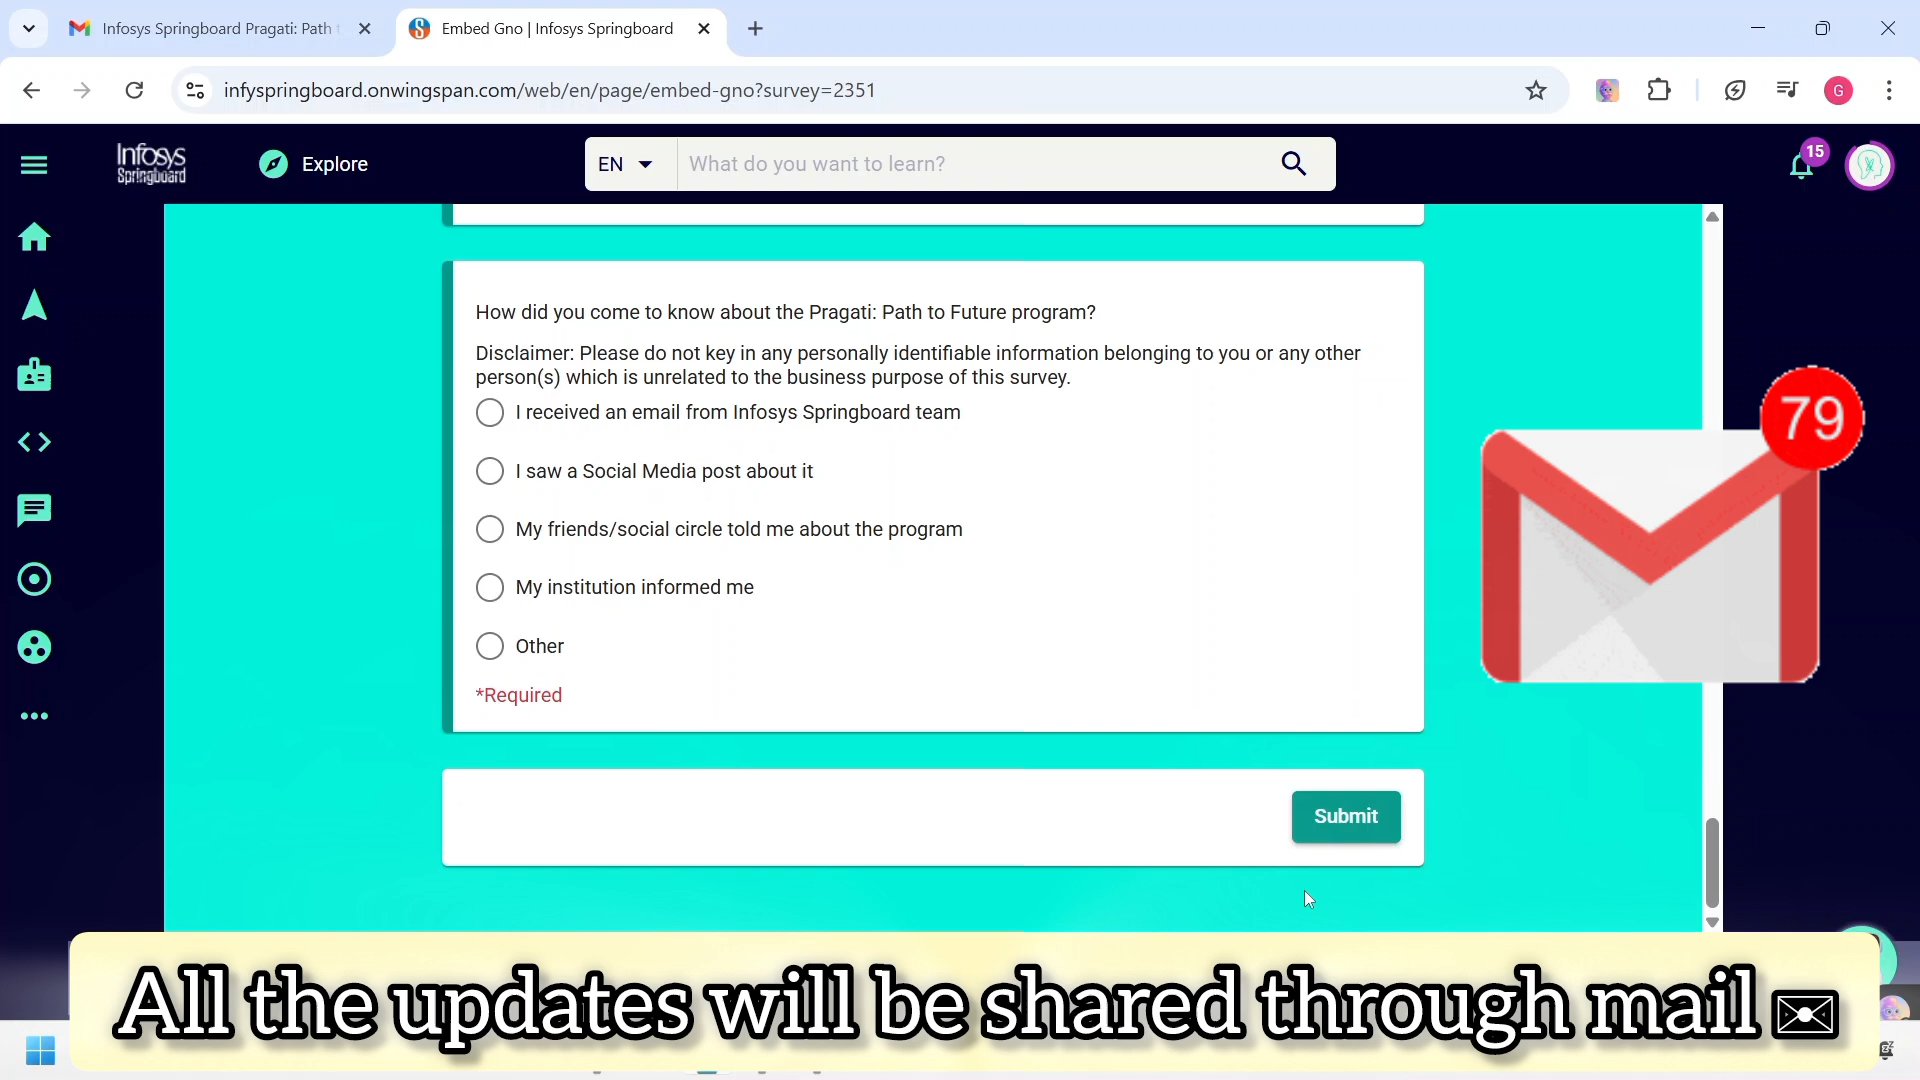 Infosys Springboard Pragati: Path t
Embed Gno | Infosys Springboard
infyspringboard.onwingspan.com/web/en/page/embed-gno?survey=2351
G
Infosys
Springboard
Explore
EN
What do you want to learn?
15
How did you come to know about the Pragati: Path to Future program?
Disclaimer: Please do not key in any personally identifiable information belonging to you or any other
person(s) which is unrelated to the business purpose of this survey.
I received an email from Infosys Springboard team
I saw a Social Media post about it
My friends/social circle told me about the program
My institution informed me
Other
*Required
79
Submit
All the updates will be shared through mail ✉